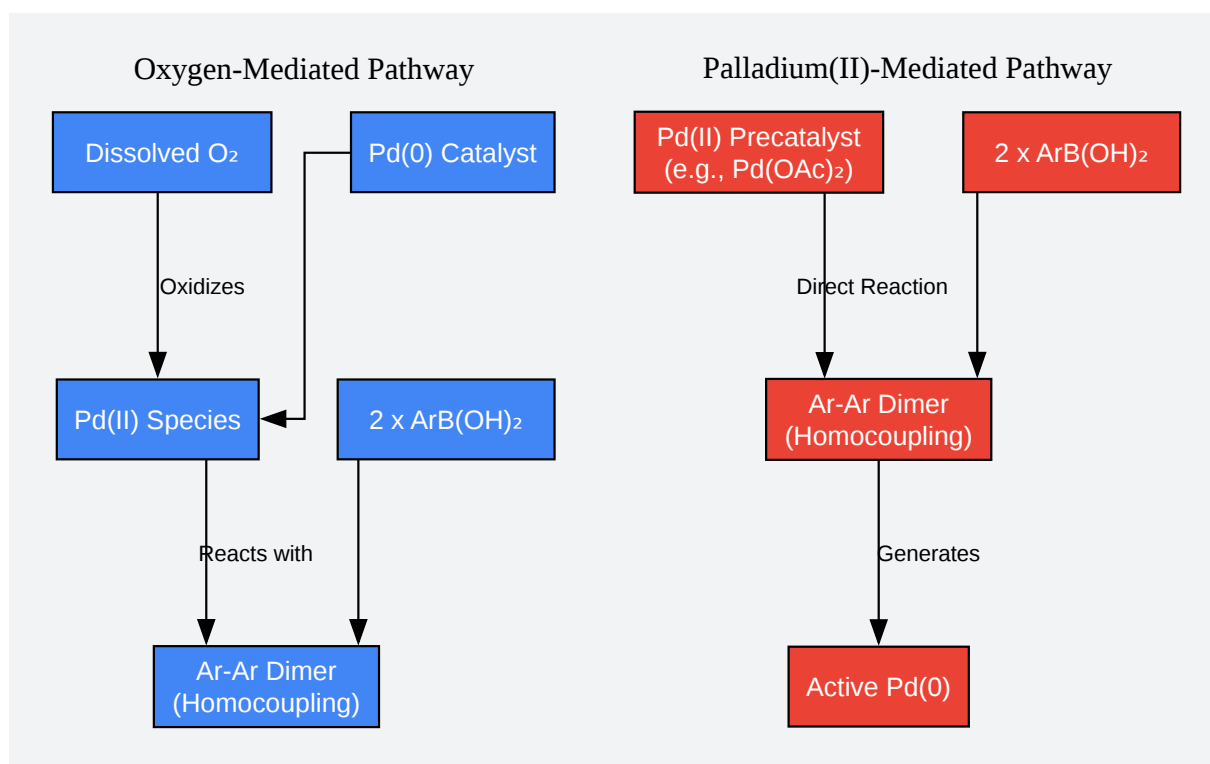 Oxygen-Mediated Pathway
Dissolved O₂
Pd(0) Catalyst
Oxidizes
Pd(II) Species
2 x ArB(OH)₂
Reacts with
Ar-Ar Dimer
(Homocoupling)
Palladium(II)-Mediated Pathway
Pd(II) Precatalyst
(e.g., Pd(OAc)₂)
2 x ArB(OH)₂
Direct Reaction
Ar-Ar Dimer
(Homocoupling)
Generates
Active Pd(0)